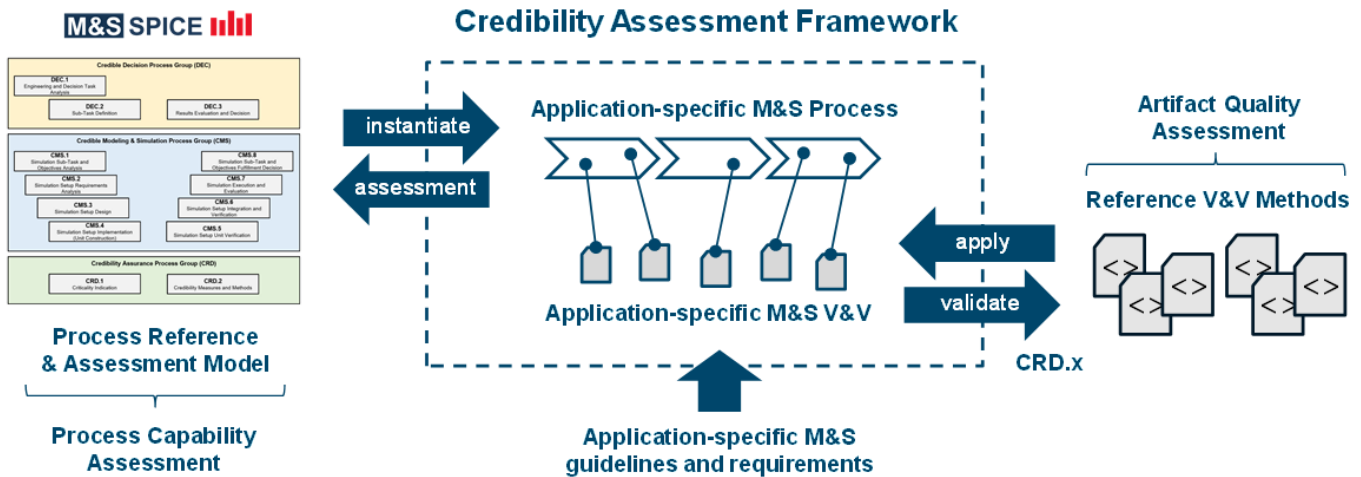 M&S SPICE
Credibility Assessment Framework
Credible Decision Process Group (DEC)
DEC.1
Engineering and Decision Task
Analysis
DEC.2
Sub-Task Definition
DEC.3
Results Evaluation and Decision
Credible Modeling & Simulation Process Group (CMS)
CMS.1
Simulation Sub-Task and
Objectives Analysis
CMS.8
Simulation Sub-Task and
Objectives Fulfillment Decision
CMS.2
Simulation Setup Requirements
Analysis
CMS.7
Simulation Execution and
Evaluation
CMS.3
Simulation Setup Design
CMS.6
Simulation Setup Integration and
Verification
CMS.4
Simulation Setup Implementation
(Unit Construction)
CMS.5
Simulation Setup Unit Verification
Credibility Assurance Process Group (CRD)
CRD.1
Criticality Indication
CRD.2
Credibility Measures and Methods
Process Reference
& Assessment Model
Process Capability
Assessment
instantiate
assessment
Application-specific M&S Process
Application-specific M&S V&V
Application-specific M&S
guidelines and requirements
apply
validate
CRD.x
Artifact Quality
Assessment
Reference V&V Methods
<>
<>
<>
<>
<>
<>